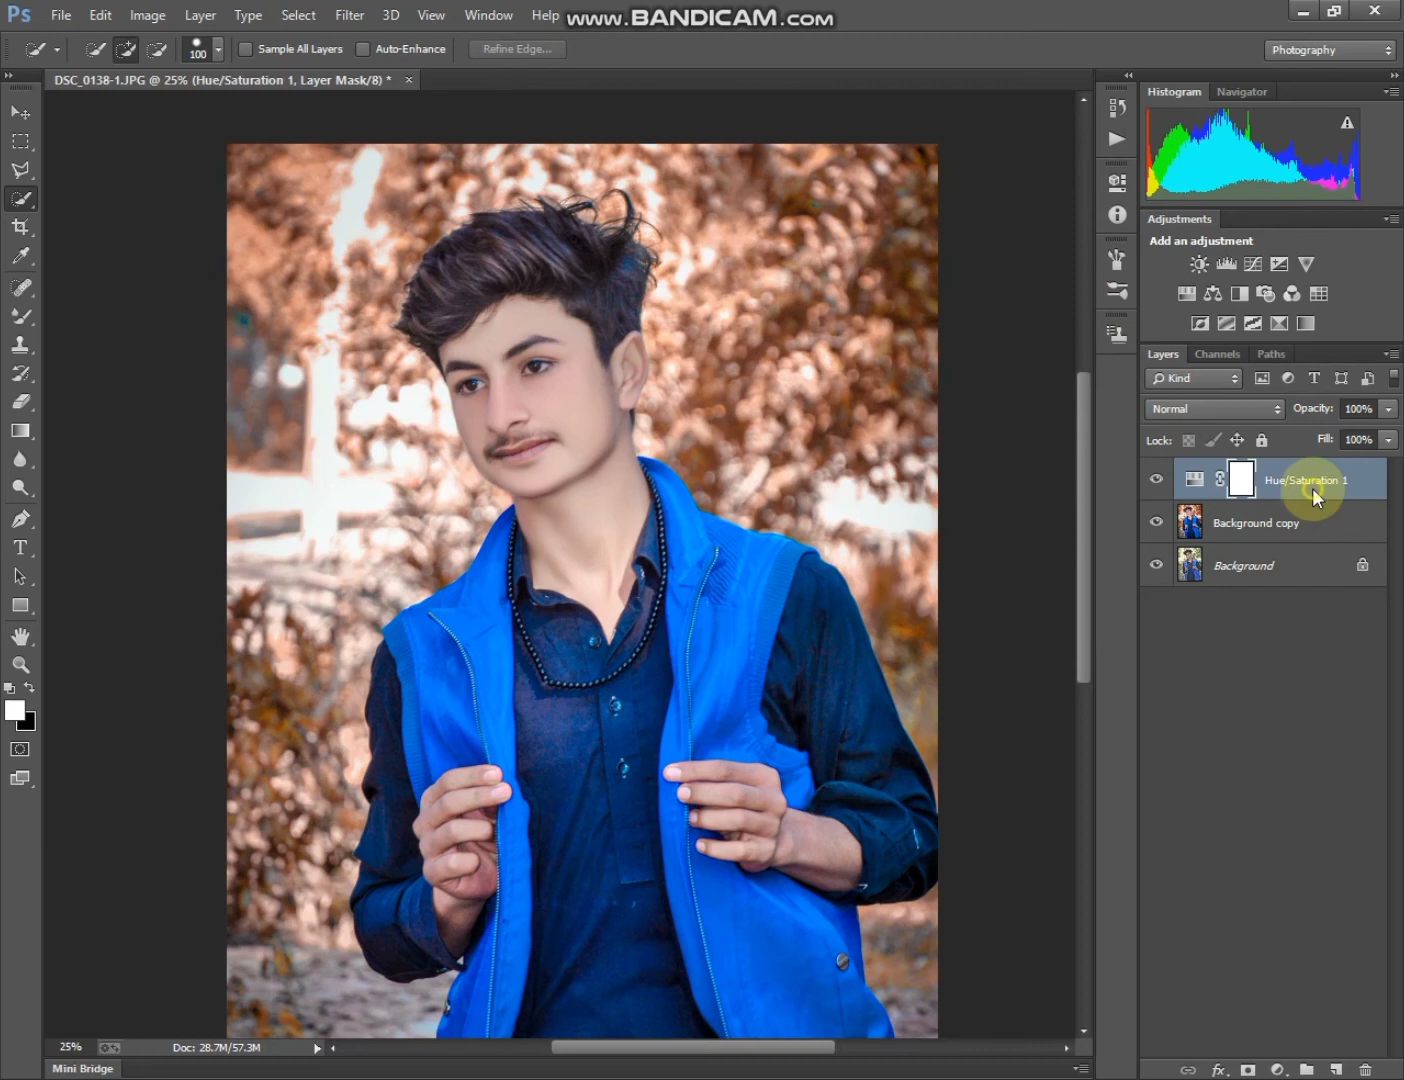 Ps File Edit Image Layer Type Select Filter 3D View Window Help www.BANDICAM.com
100 Sample All Layers Auto-Enhance Refine Edge... Photography
DSC_0138-1.JPG @ 25% (Hue/Saturation 1, Layer Mask/8) * ×
Histogram Navigator
Adjustments
Add an adjustment
Layers Channels Paths
Kind
Normal Opacity: 100%
Lock: Fill: 100%
Hue/Saturation 1
Background copy
Background
25% Doc: 28.7M/57.3M
Mini Bridge